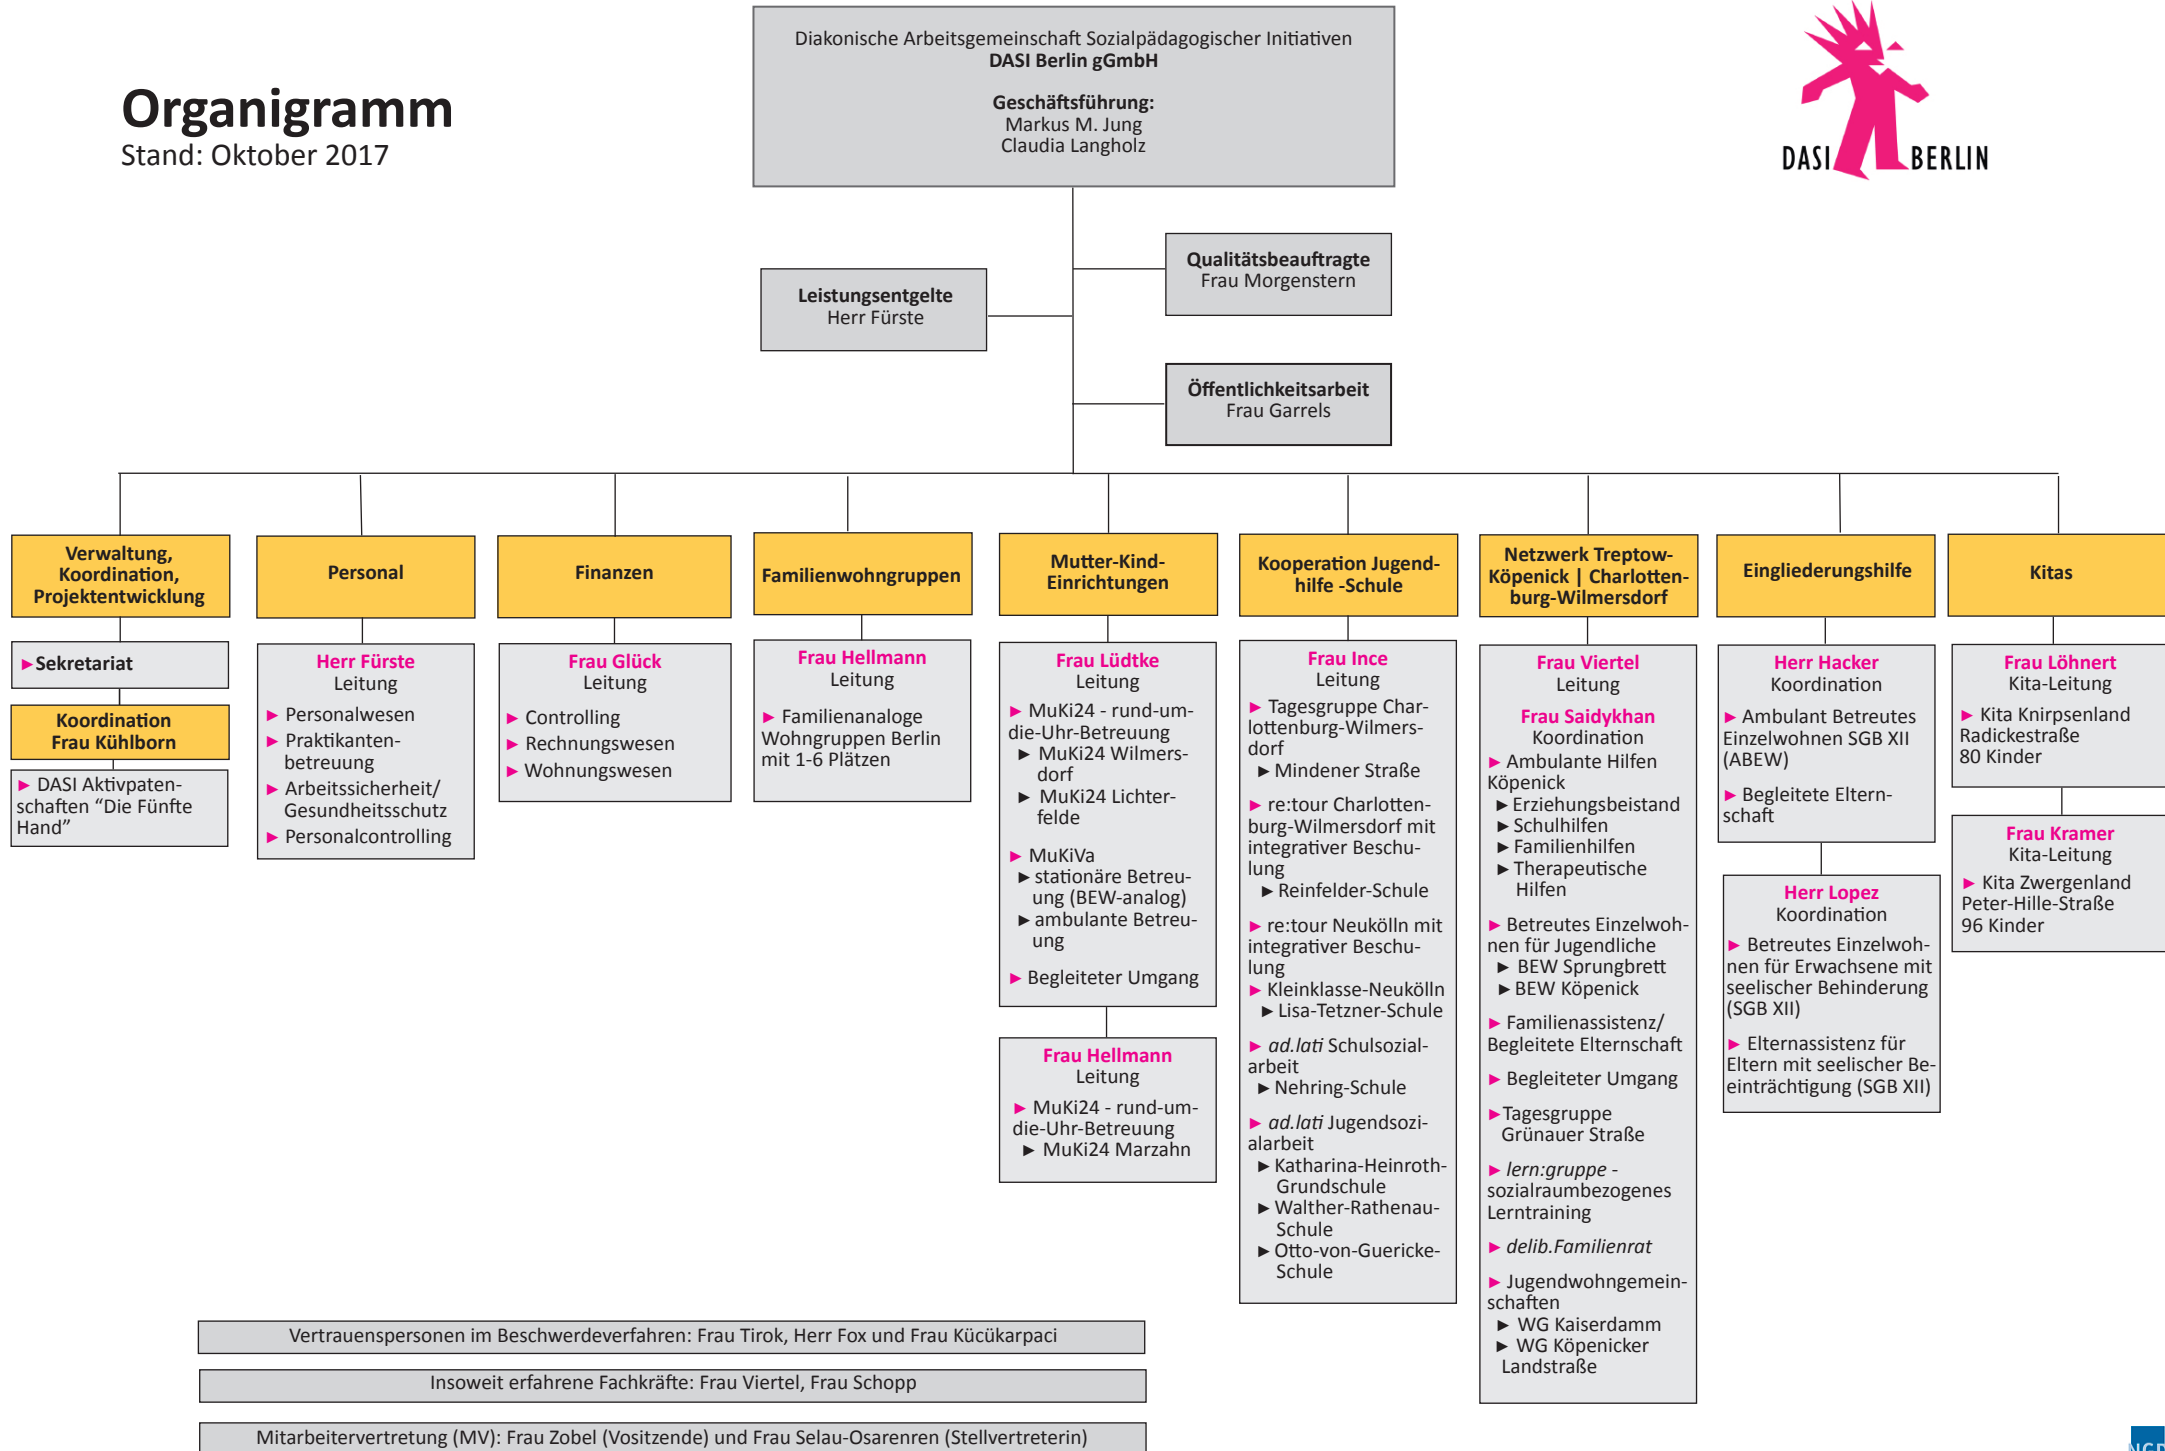 Organigramm
Stand: Oktober 2017
Diakonische Arbeitsgemeinschaft Sozialpädagogischer Initiativen
DASI Berlin gGmbH
Geschäftsführung:
Markus M. Jung
Claudia Langholz
DASI BERLIN
Qualitätsbeauftragte
Frau Morgenstern
Leistungsentgelte
Herr Fürste
Öffentlichkeitsarbeit
Frau Garrels
Verwaltung,
Koordination,
Projektentwicklung
►Sekretariat
Koordination
Frau Kühlborn
► DASI Aktivpaten-
schaften “Die Fünfte
Hand”
Personal
Herr Fürste
Leitung
► Personalwesen
► Praktikanten-
betreuung
► Arbeitssicherheit/
Gesundheitsschutz
► Personalcontrolling
Finanzen
Frau Glück
Leitung
► Controlling
► Rechnungswesen
► Wohnungswesen
Familienwohngruppen
Frau Hellmann
Leitung
► Familienanaloge
Wohngruppen Berlin
mit 1-6 Plätzen
Mutter-Kind-
Einrichtungen
Frau Lüdtke
Leitung
► MuKi24 - rund-um-
die-Uhr-Betreuung
► MuKi24 Wilmers-
dorf
► MuKi24 Lichter-
felde
► MuKiVa
► stationäre Betreu-
ung (BEW-analog)
► ambulante Betreu-
ung
► Begleiteter Umgang
Frau Hellmann
Leitung
► MuKi24 - rund-um-
die-Uhr-Betreuung
► MuKi24 Marzahn
Kooperation Jugend-
hilfe -Schule
Frau Ince
Leitung
► Tagesgruppe Char-
lottenburg-Wilmers-
dorf
► Mindener Straße
► re:tour Charlotten-
burg-Wilmersdorf mit
integrativer Beschu-
lung
► Reinfelder-Schule
► re:tour Neukölln mit
integrativer Beschu-
lung
► Kleinklasse-Neukölln
► Lisa-Tetzner-Schule
► ad.lati Schulsozial-
arbeit
► Nehring-Schule
► ad.lati Jugendsozi-
alarbeit
► Katharina-Heinroth-
Grundschule
► Walther-Rathenau-
Schule
► Otto-von-Guericke-
Schule
Netzwerk Treptow-
Köpenick | Charlotten-
burg-Wilmersdorf
Frau Viertel
Leitung
Frau Saidykhan
Koordination
► Ambulante Hilfen
Köpenick
► Erziehungsbeistand
► Schulhilfen
► Familienhilfen
► Therapeutische
Hilfen
► Betreutes Einzelwoh-
nen für Jugendliche
► BEW Sprungbrett
► BEW Köpenick
► Familienassistenz/
Begleitete Elternschaft
► Begleiteter Umgang
►Tagesgruppe
Grünauer Straße
► lern:gruppe -
sozialraumbezogenes
Lerntraining
► delib.Familienrat
► Jugendwohngemein-
schaften
► WG Kaiserdamm
► WG Köpenicker
Landstraße
Eingliederungshilfe
Herr Hacker
Koordination
► Ambulant Betreutes
Einzelwohnen SGB XII
(ABEW)
► Begleitete Eltern-
schaft
Herr Lopez
Koordination
► Betreutes Einzelwoh-
nen für Erwachsene mit
seelischer Behinderung
(SGB XII)
► Elternassistenz für
Eltern mit seelischer Be-
einträchtigung (SGB XII)
Kitas
Frau Löhnert
Kita-Leitung
► Kita Knirpsenland
Radickestraße
80 Kinder
Frau Kramer
Kita-Leitung
► Kita Zwergenland
Peter-Hille-Straße
96 Kinder
Vertrauenspersonen im Beschwerdeverfahren: Frau Tirok, Herr Fox und Frau Kücükarpaci
Insoweit erfahrene Fachkräfte: Frau Viertel, Frau Schopp
Mitarbeitervertretung (MV): Frau Zobel (Vositzende) und Frau Selau-Osarenren (Stellvertreterin)